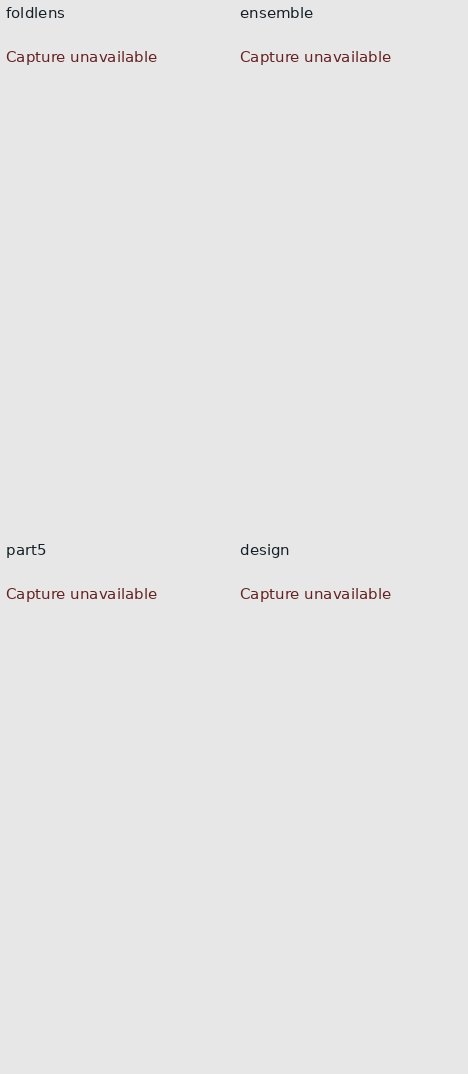 foldlens
ensemble
Capture unavailable
Capture unavailable
part5
design
Capture unavailable
Capture unavailable